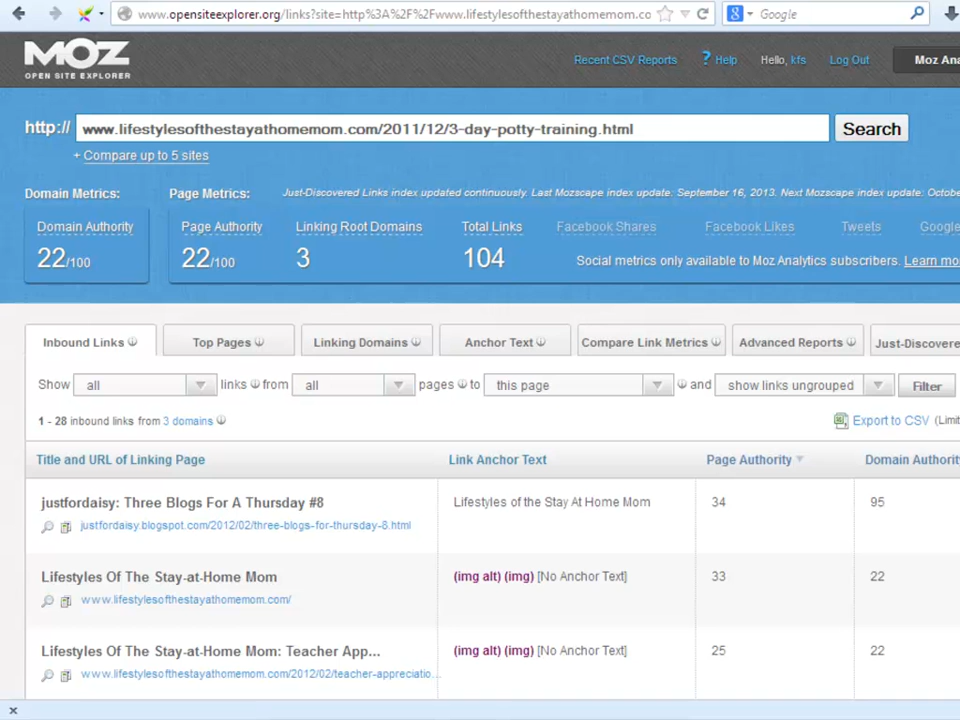 www.opensiteexplorer.org/links?site=http%3A%2F%2Fwww.lifestylesofthestayathomemom.co
Google
MOZ
OPEN SITE EXPLORER
Recent CSV Reports ? Help Hello, kfs Log Out Moz Ana
http:// www.lifestylesofthestayathomemom.com/2011/12/3-day-potty-training.html Search
+ Compare up to 5 sites
Domain Metrics: Page Metrics: Just-Discovered Links index updated continuously. Last Mozscape index update: September 16, 2013. Next Mozscape index update: Octobe
Domain Authority Page Authority Linking Root Domains Total Links Facebook Shares Facebook Likes Tweets Google
22/100 22/100 3 104 Social metrics only available to Moz Analytics subscribers. Learn mo
Inbound Links Top Pages Linking Domains Anchor Text Compare Link Metrics Advanced Reports Just-Discovere
Show all links from all pages to this page and show links ungrouped Filter
1 - 28 inbound links from 3 domains Export to CSV (Limit
Title and URL of Linking Page Link Anchor Text Page Authority Domain Authority
justfordaisy: Three Blogs For A Thursday #8 Lifestyles of the Stay At Home Mom 34 95
justfordaisy.blogspot.com/2012/02/three-blogs-for-thursday-8.html
Lifestyles Of The Stay-at-Home Mom (img alt) (img) [No Anchor Text] 33 22
www.lifestylesofthestayathomemom.com/
Lifestyles Of The Stay-at-Home Mom: Teacher App... (img alt) (img) [No Anchor Text] 25 22
www.lifestylesofthestayathomemom.com/2012/02/teacher-appreciatio...